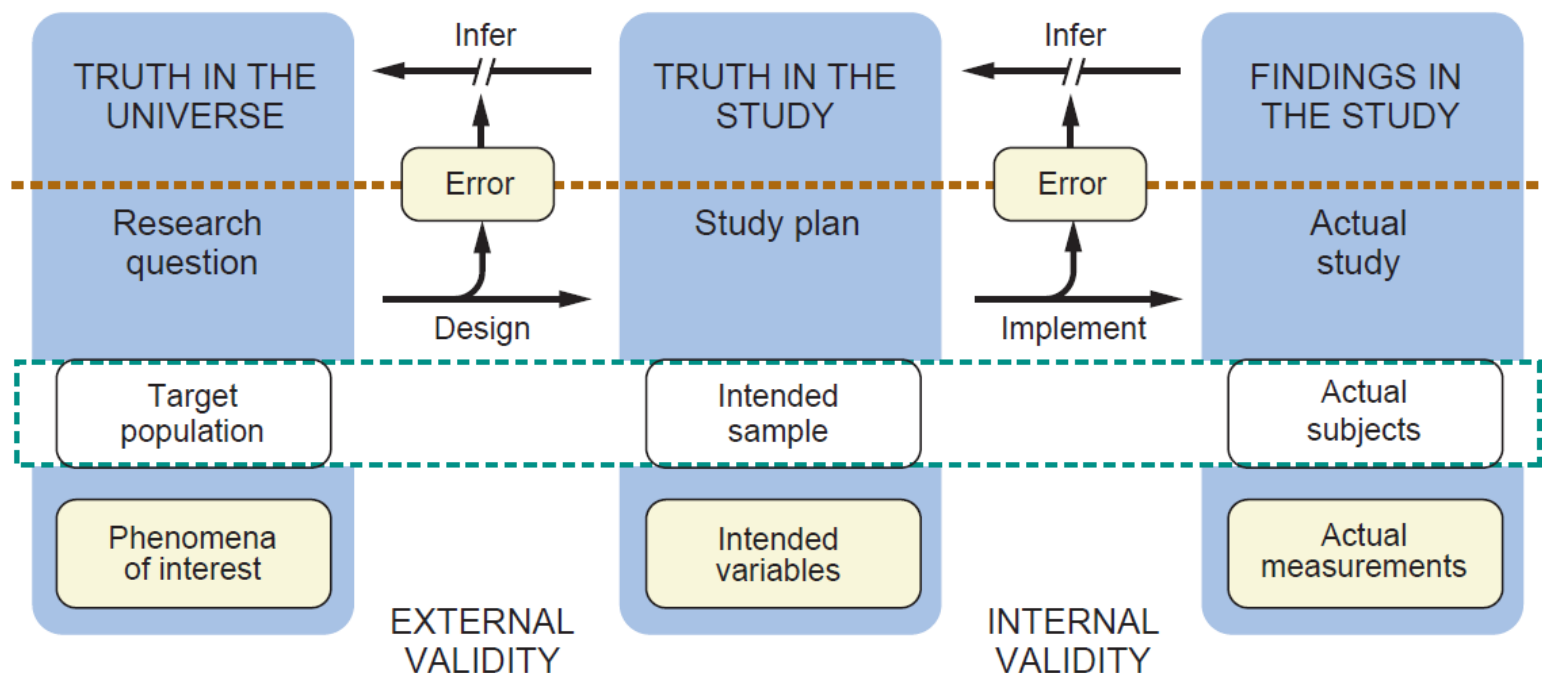 TRUTH IN THE
UNIVERSE
Infer
Error
TRUTH IN THE
STUDY
Infer
Error
FINDINGS IN
THE STUDY
Research
question
Design
Study plan
Implement
Actual
study
Target
population
Intended
sample
Actual
subjects
Phenomena
of interest
Intended
variables
Actual
measurements
EXTERNAL
VALIDITY
INTERNAL
VALIDITY